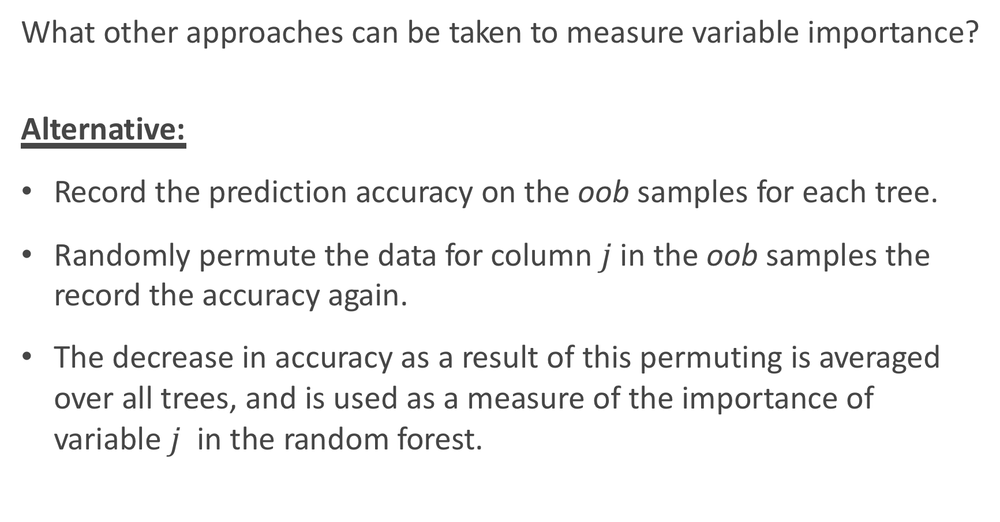 What other approaches can be taken to measure variable importance?
Alternative:
• Record the prediction accuracy on the oob samples for each tree.
• Randomly permute the data for column j in the oob samples the
record the accuracy again.
• The decrease in accuracy as a result of this permuting is averaged
over all trees, and is used as a measure of the importance of
variable j in the random forest.